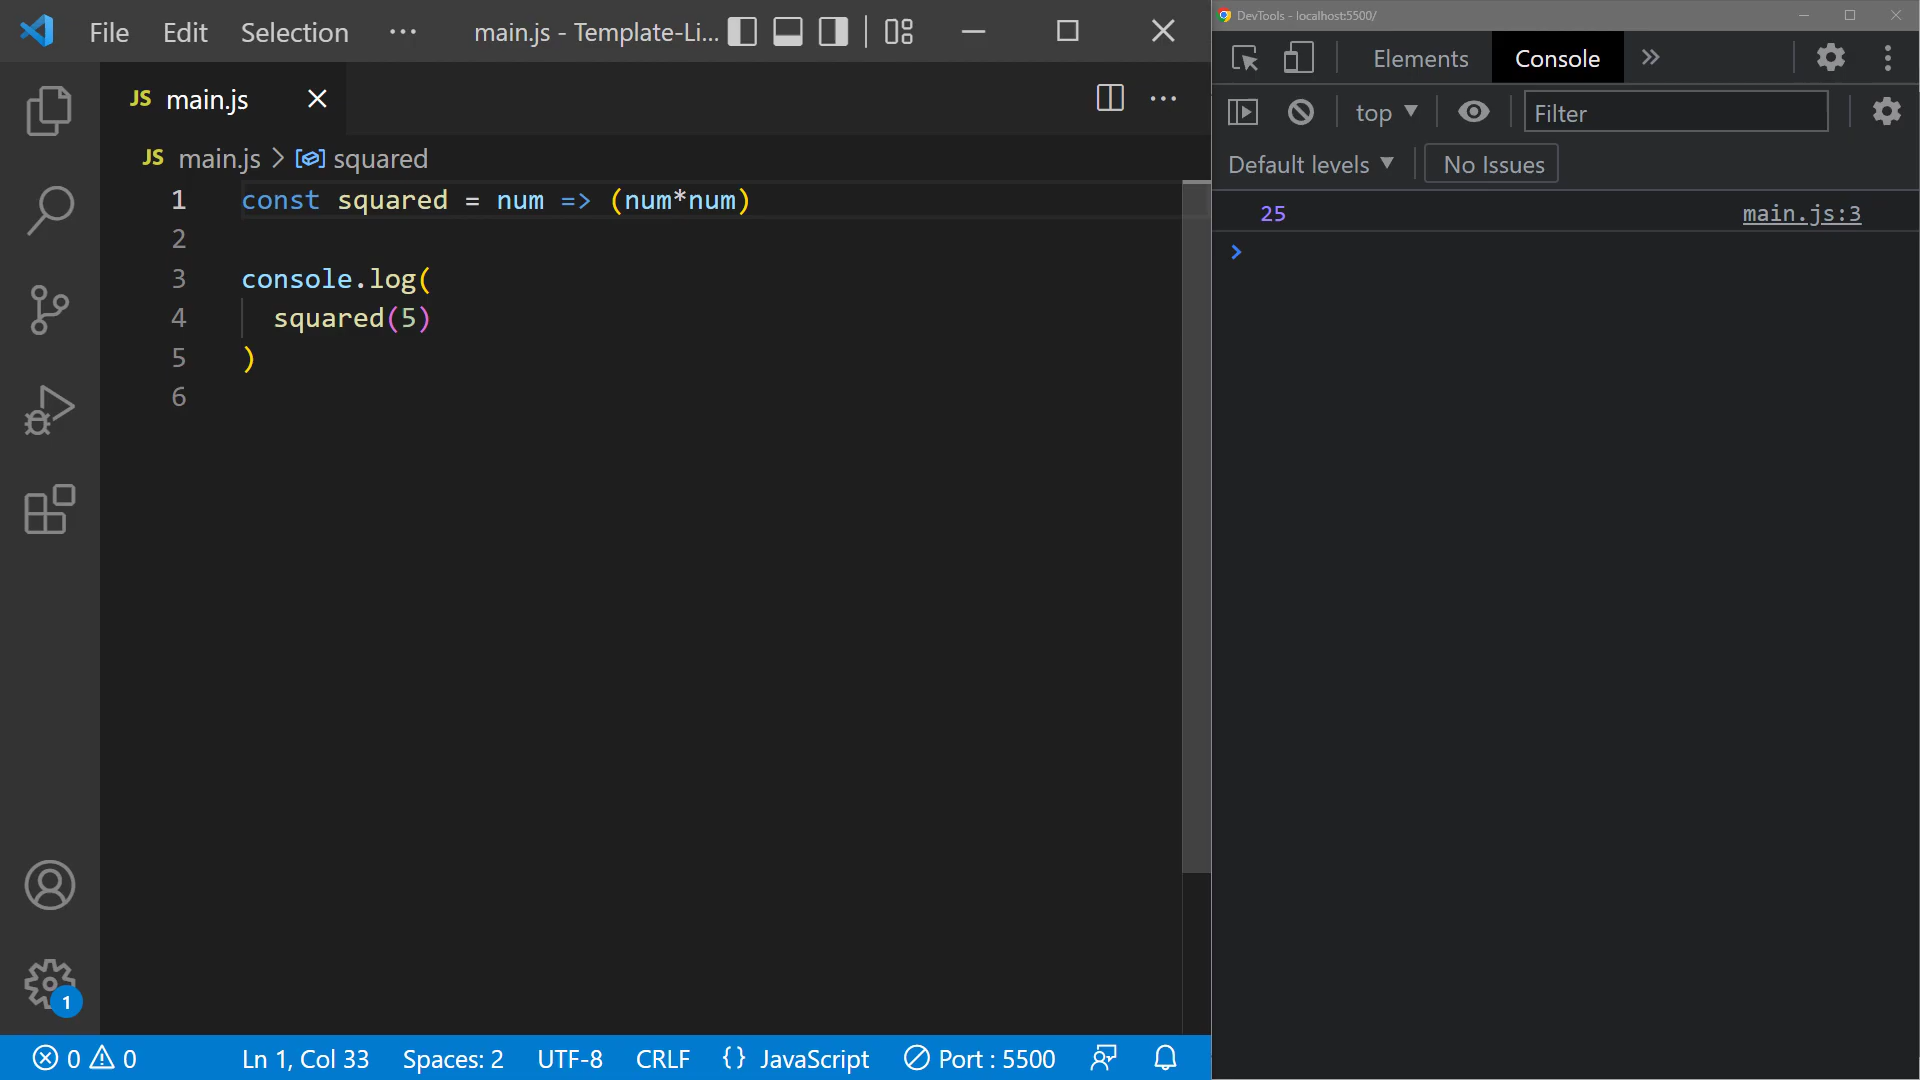 File Edit Selection ··· main.js - Template-Li...
JS main.js
JS main.js > squared
1 const squared = num => (num*num)
2
3 console.log(
4 squared(5)
5 )
6
1
0 0 Ln 1, Col 33 Spaces: 2 UTF-8 CRLF {} JavaScript Port : 5500
DevTools - localhost:5500/
Elements Console »
top Filter
Default levels No Issues
25 main.js:3
>